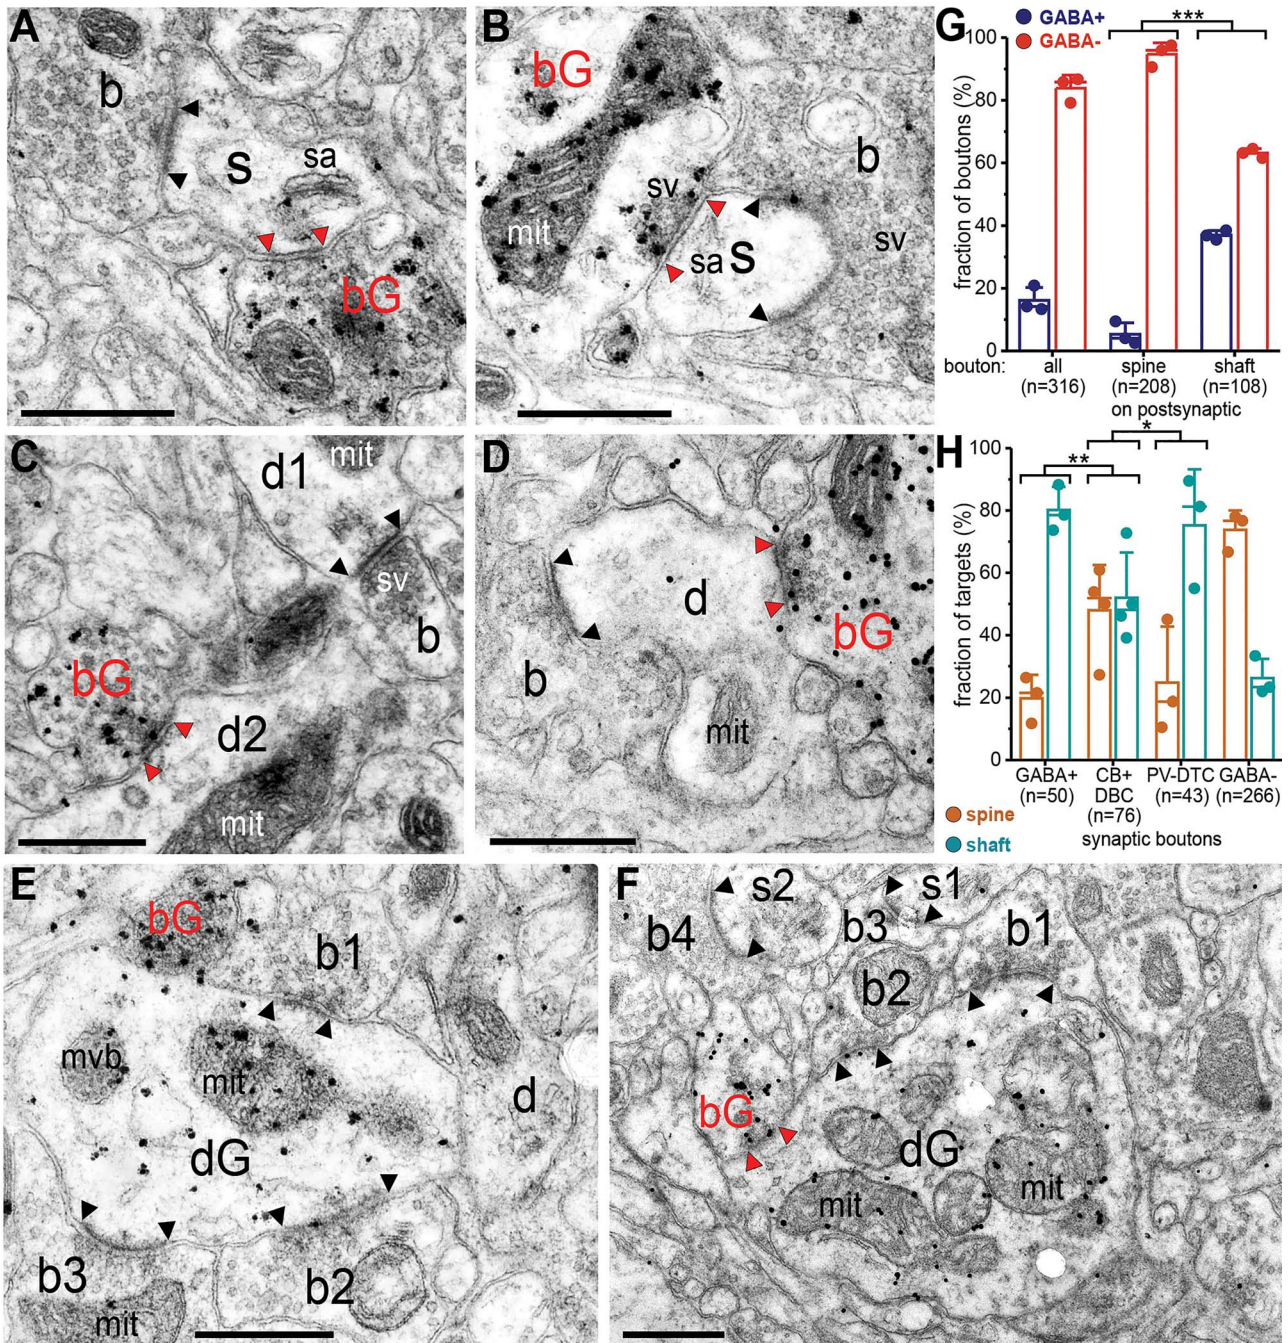 A
b
s
sa
bG
B
bG
b
sv
mit
sa
s
sv
C
mit
d1
sv
b
bG
d2
mit
D
d
bG
b
mit
E
bG
b1
mvb
mit
d
dG
b3
b2
mit
F
s2
s1
b4
b3
b1
b2
bG
dG
mit
mit
G
GABA+
GABA-
***
fraction of boutons (%)
100
80
60
40
20
0
bouton: all spine shaft
(n=316) (n=208) (n=108)
on postsynaptic
H
*
**
fraction of targets (%)
100
80
60
40
20
0
GABA+ CB+ PV-DTC GABA-
(n=50) DBC (n=43) (n=266)
(n=76)
spine
shaft
synaptic boutons